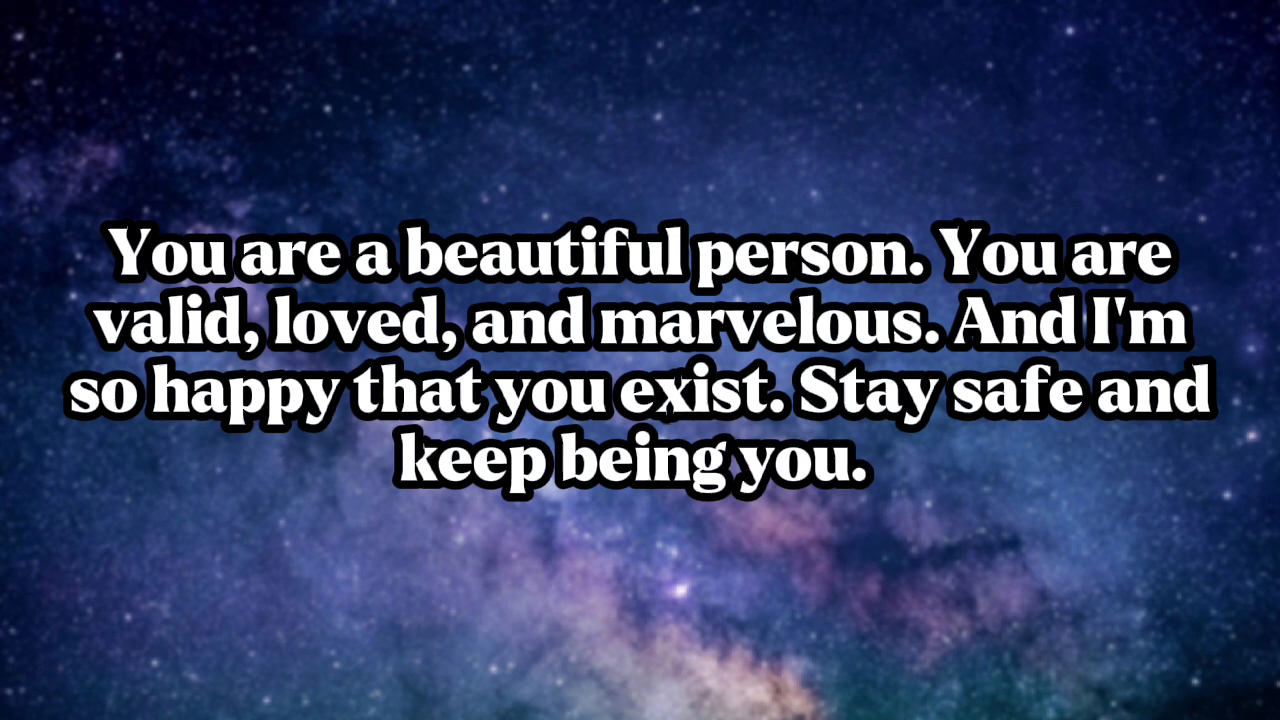 You are a beautiful person. You are
valid, loved, and marvelous. And I'm
so happy that you exist. Stay safe and
keep being you.